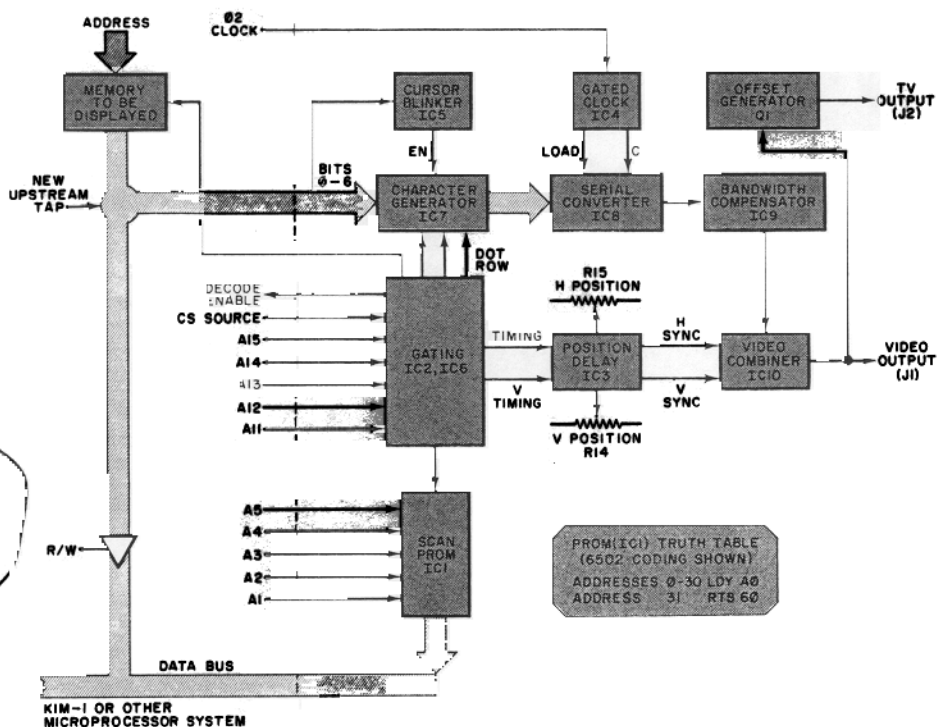 ADDRESS
Ø2
CLOCK
MEMORY
TO BE
DISPLAYED
CURSOR
BLINKER
IC5
GATED
CLOCK
IC4
OFFSET
GENERATOR
Q1
TV
OUTPUT
(J2)
EN
LOAD
C
NEW
UPSTREAM
TAP
BITS
Ø-6
CHARACTER
GENERATOR
IC7
SERIAL
CONVERTER
IC8
BANDWIDTH
COMPENSATOR
IC9
DOT
ROW
DECODE
ENABLE
CS SOURCE
A15
A14
A13
A12
A11
GATING
IC2, IC6
TIMING
V
TIMING
R15
H POSITION
POSITION
DELAY
IC3
V POSITION
R14
H
SYNC
V
SYNC
VIDEO
COMBINER
IC10
VIDEO
OUTPUT
(J1)
R/W
A5
A4
A3
A2
A1
SCAN
PROM
IC1
PROM(IC1) TRUTH TABLE
(6502 CODING SHOWN)
ADDRESSES Ø-30 LDY AØ
ADDRESS 31 RTS 6Ø
DATA BUS
KIM-1 OR OTHER
MICROPROCESSOR SYSTEM